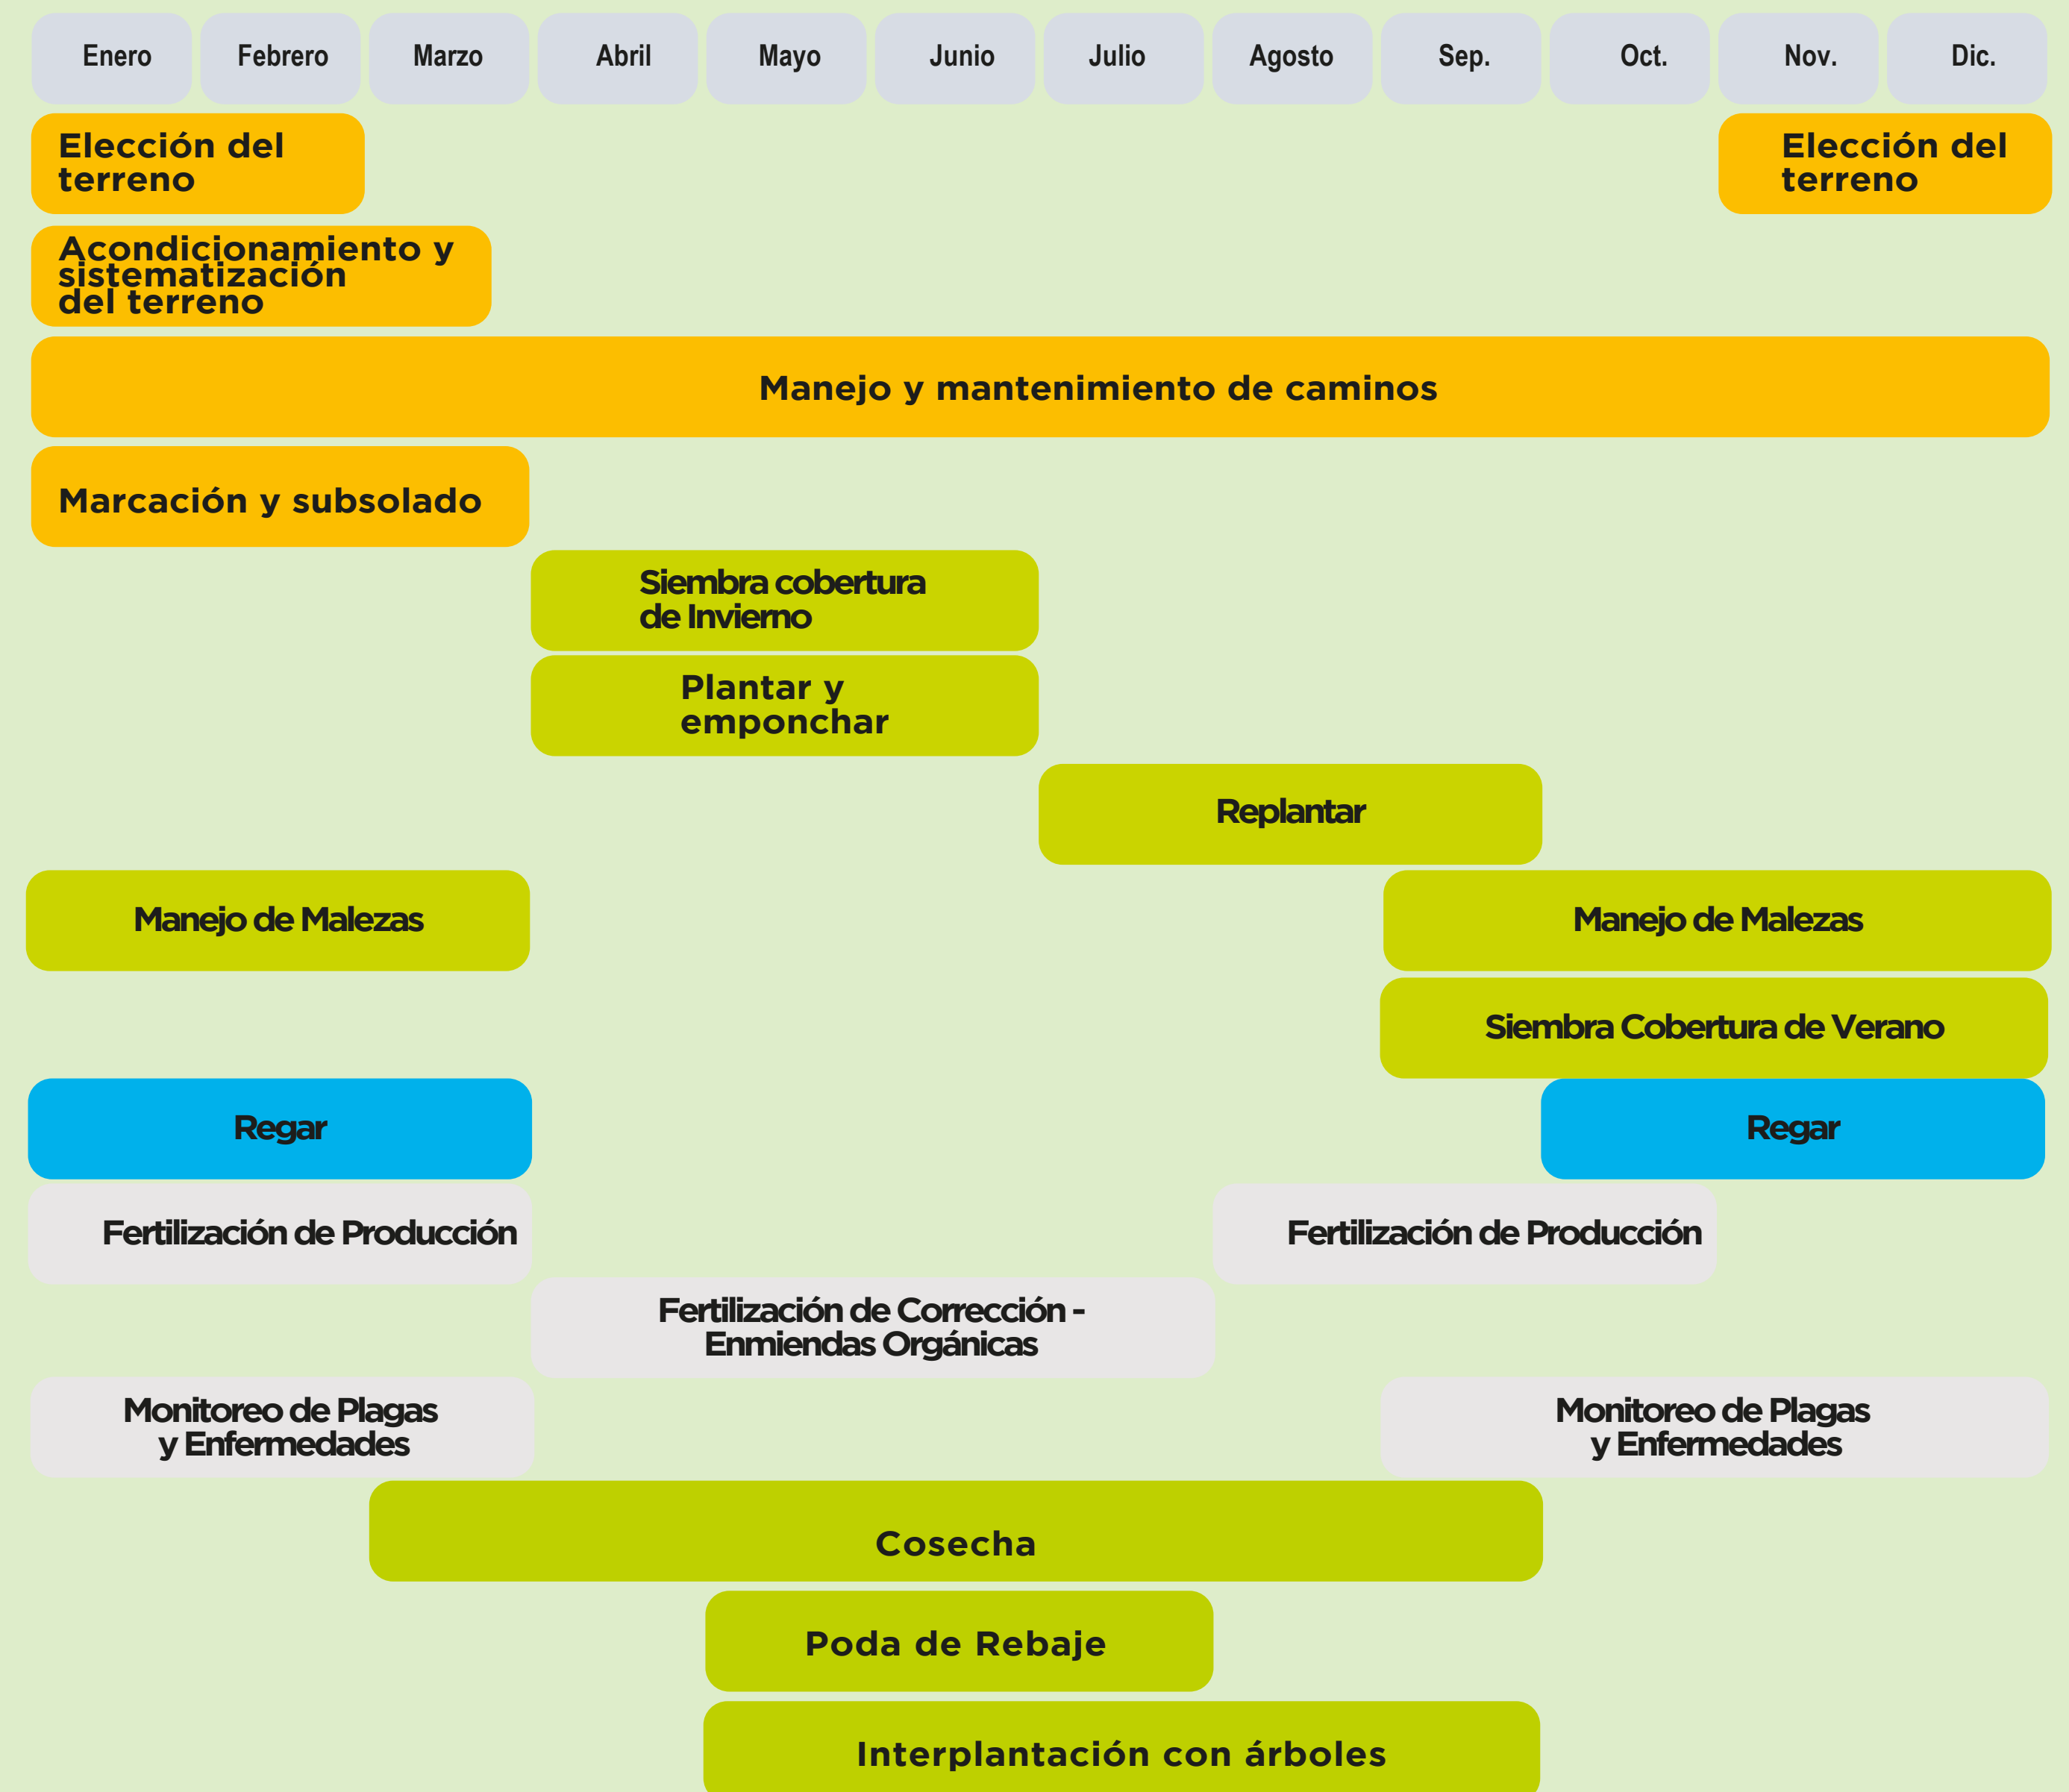 Enero Febrero Marzo Abril Mayo Junio Julio Agosto Sep. Oct. Nov. Dic.
Elección del
terreno
Elección del
terreno
Acondicionamiento y
sistematización
del terreno
Manejo y mantenimiento de caminos
Marcación y subsolado
Siembra cobertura
de Invierno
Plantar y
emponchar
Replantar
Manejo de Malezas
Manejo de Malezas
Siembra Cobertura de Verano
Regar
Regar
Fertilización de Producción
Fertilización de Producción
Fertilización de Corrección -
Enmiendas Orgánicas
Monitoreo de Plagas
y Enfermedades
Monitoreo de Plagas
y Enfermedades
Cosecha
Poda de Rebaje
Interplantación con árboles